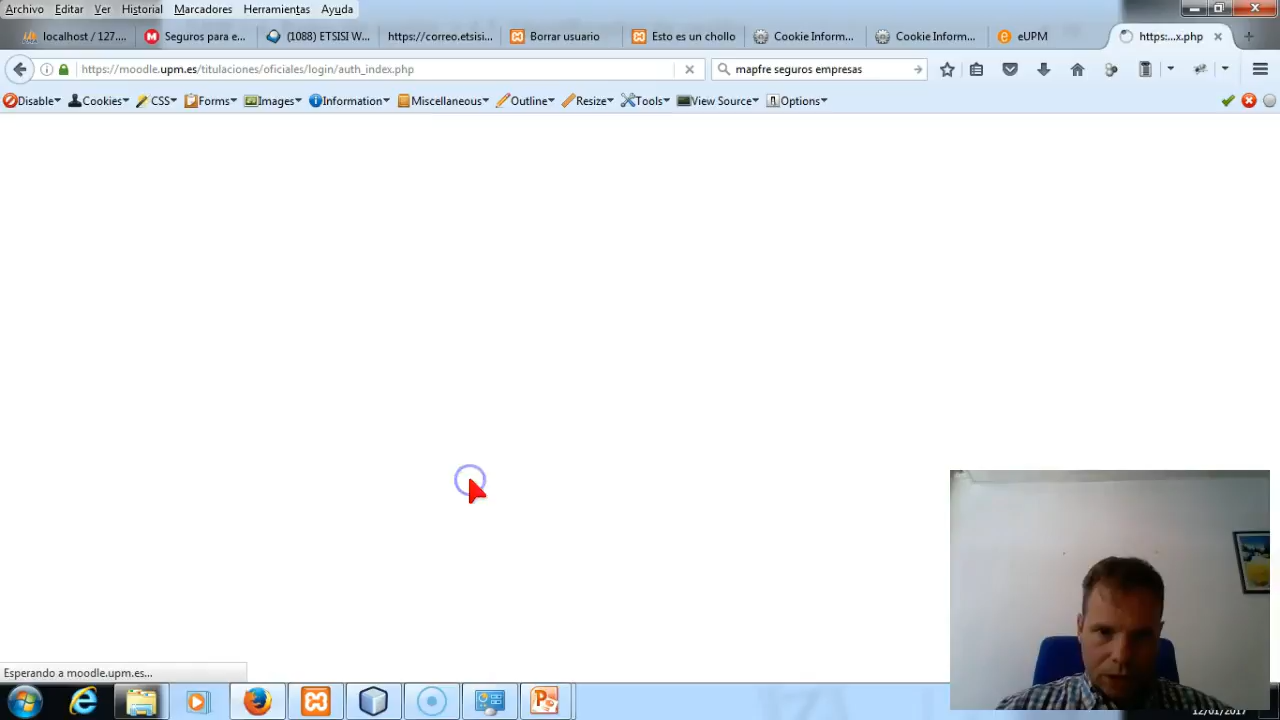 Archivo Editar Ver Historial Marcadores Herramientas Ayuda
localhost / 127.... Seguros para e... (1088) ETSISI W... https://correo.etsisi... Borrar usuario Esto es un chollo Cookie Inform... Cookie Inform... eUPM https:...x.php
https://moodle.upm.es/titulaciones/oficiales/login/auth_index.php mapfre seguros empresas
Disable Cookies CSS Forms Images Information Miscellaneous Outline Resize Tools View Source Options
Esperando a moodle.upm.es...
12/01/2017